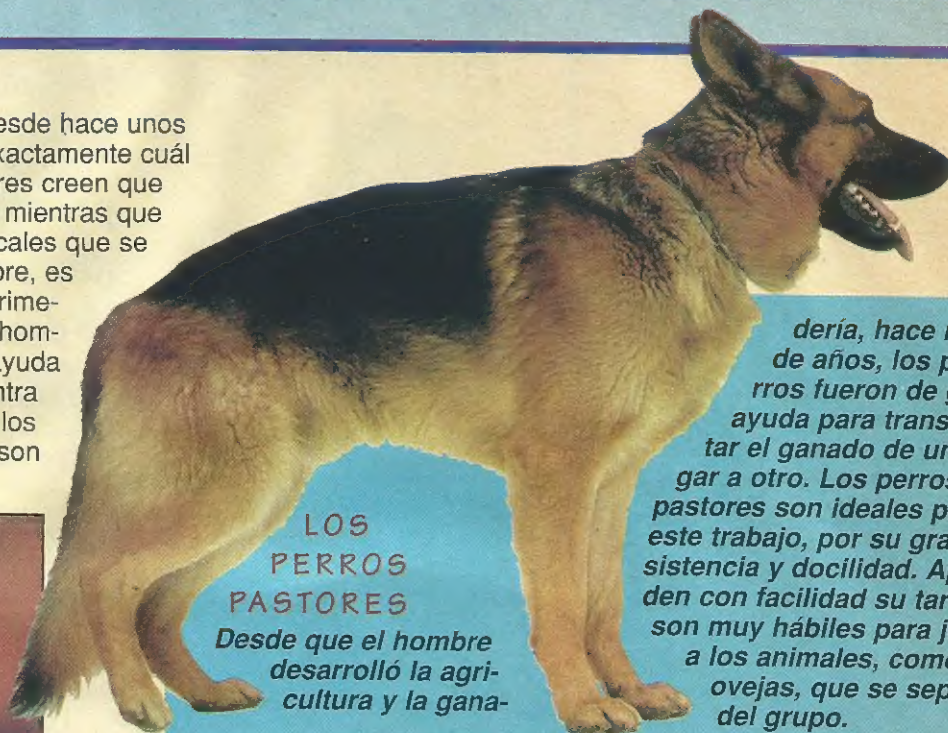 esde hace unos
xactamente cuál
res creen que
mientras que
cales que se
bre, es
rime-
hom-
yuda
ntra
los
son
LOS
PERROS
PASTORES
Desde que el hombre
desarrolló la agri-
cultura y la gana-
dería, hace
de años, los
rros fueron de
ayuda para trans
tar el ganado de un
gar a otro. Los perros
pastores son ideales p
este trabajo, por su gra
sistencia y docilidad. A
den con facilidad su tar
son muy hábiles para j
a los animales, com
ovejas, que se sep
del grupo.